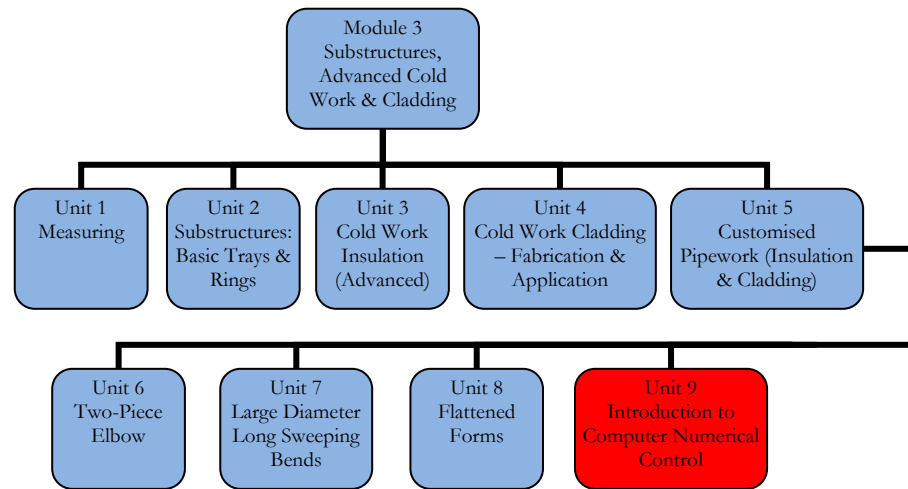 Module 3
Substructures,
Advanced Cold
Work & Cladding
Unit 1
Measuring
Unit 2
Substructures:
Basic Trays &
Rings
Unit 3
Cold Work
Insulation
(Advanced)
Unit 4
Cold Work Cladding
– Fabrication &
Application
Unit 5
Customised
Pipework (Insulation
& Cladding)
Unit 6
Two-Piece
Elbow
Unit 7
Large Diameter
Long Sweeping
Bends
Unit 8
Flattened
Forms
Unit 9
Introduction to
Computer Numerical
Control